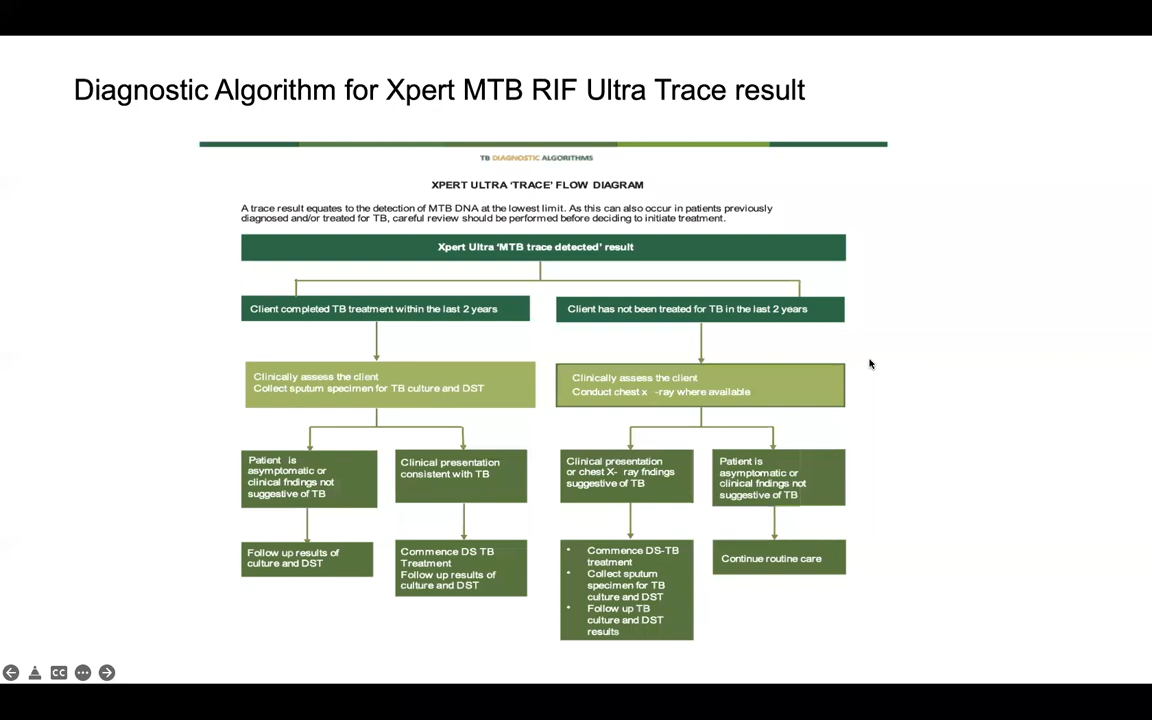 Diagnostic Algorithm for Xpert MTB RIF Ultra Trace result
TB DIAGNOSTIC ALGORITHMS
XPERT ULTRA ‘TRACE’ FLOW DIAGRAM
A trace result equates to the detection of MTB DNA at the lowest limit. As this can also occur in patients previously
diagnosed and/or treated for TB, careful review should be performed before deciding to initiate treatment.
Xpert Ultra ‘MTB trace detected’ result
Client completed TB treatment within the last 2 years
Client has not been treated for TB in the last 2 years
Clinically assess the client
Collect sputum specimen for TB culture and DST
Clinically assess the client
Conduct chest x -ray where available
Patient is
asymptomatic or
clinical fndings not
suggestive of TB
Clinical presentation
consistent with TB
Clinical presentation
or chest X- ray fndings
suggestive of TB
Patient is
asymptomatic or
clinical fndings not
suggestive of TB
Follow up results of
culture and DST
Commence DS TB
Treatment
Follow up results of
culture and DST
• Commence DS-TB
treatment
• Collect sputum
specimen for TB
culture and DST
• Follow up TB
culture and DST
results
Continue routine care
CC